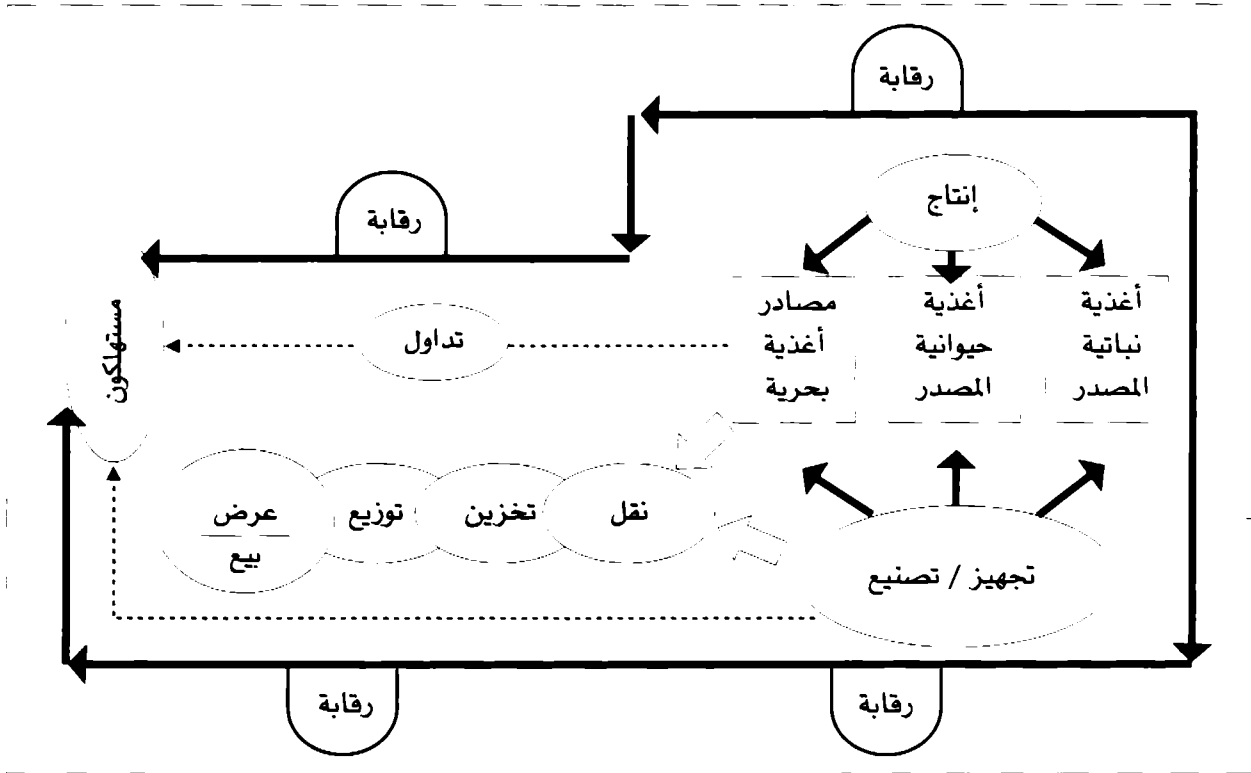 رقابة
إنتاج
رقابة
أغذية
نباتية
المصدر
أغذية
حيوانية
المصدر
مصادر
أغذية
بحرية
تداول
مستهلكون
نقل
تخزين
توزيع
عرض
بيع
تجهيز / تصنيع
رقابة
رقابة